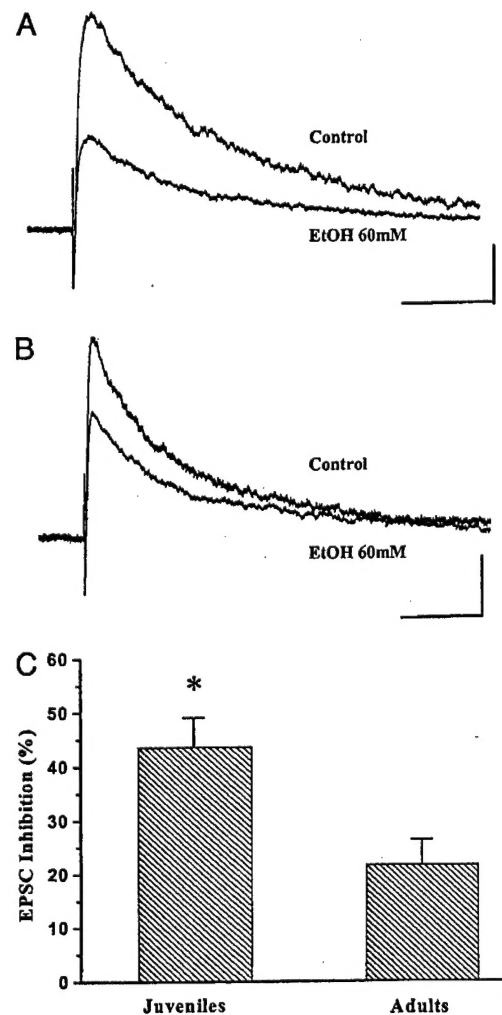 A
Control
EtOH 60mM
B
Control
EtOH 60mM
C
60
50
40
30
20
10
0
EPSC Inhibition (%)
*
Juveniles
Adults